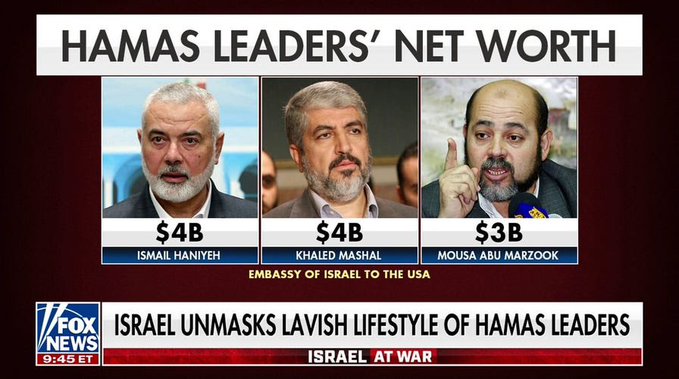 HAMAS LEADERS' NET WORTH
$4B $4B $3B
ISMAIL HANIYEH KHALED MASHAL MOUSA ABU MARZOOK
EMBASSY OF ISRAEL TO THE USA
FOX
NEWS
9:45 ET
ISRAEL UNMASKS LAVISH LIFESTYLE OF HAMAS LEADERS
ISRAEL AT WAR